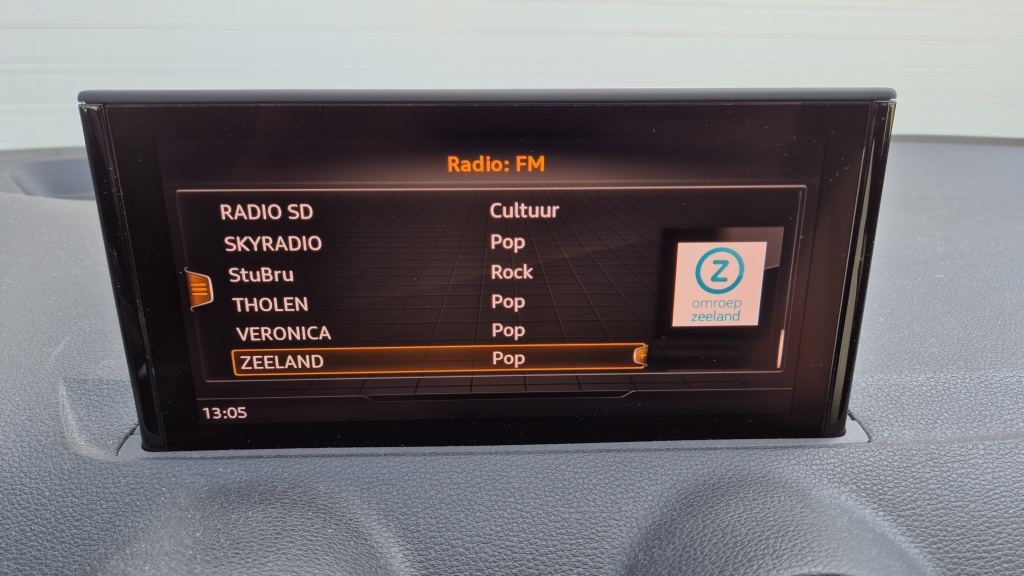 Radio: FM
RADIO SD Cultuur
SKYRADIO Pop
StuBru Rock
THOLEN Pop
VERONICA Pop
ZEELAND Pop
Z
omroep
zeeland
13:05